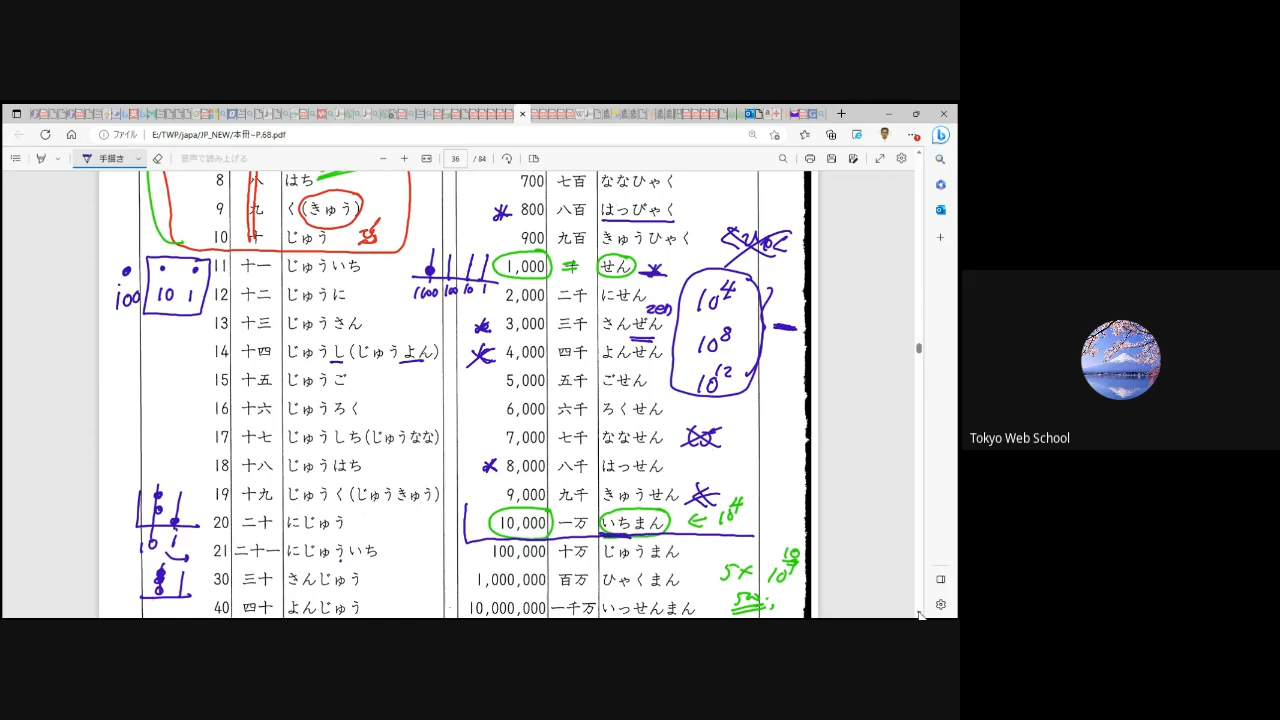 ファイル E:/TWP/japa/JP_NEW/本冊~P.68.pdf
手描き 音声で読み上げる 36 / 84
8 八 はち 700 七百 ななひゃく
9 九 く(きゅう) 800 八百 はっぴゃく
10 十 じゅう 900 九百 きゅうひゃく
11 十一 じゅういち 1,000 千 せん
12 十二 じゅうに 2,000 二千 にせん
13 十三 じゅうさん 3,000 三千 さんぜん
14 十四 じゅうし(じゅうよん) 4,000 四千 よんせん
15 十五 じゅうご 5,000 五千 ごせん
16 十六 じゅうろく 6,000 六千 ろくせん
17 十七 じゅうしち(じゅうなな) 7,000 七千 ななせん
18 十八 じゅうはち 8,000 八千 はっせん
19 十九 じゅうく(じゅうきゅう) 9,000 九千 きゅうせん
20 二十 にじゅう 10,000 一万 いちまん
21 二十一 にじゅういち 100,000 十万 じゅうまん
30 三十 さんじゅう 1,000,000 百万 ひゃくまん
40 四十 よんじゅう 10,000,000 一千万 いっせんまん
100 10 1
1000 100 10 1
zen
10⁴
10⁸
10¹²
← 10⁴
10 1
5×
Tokyo Web School